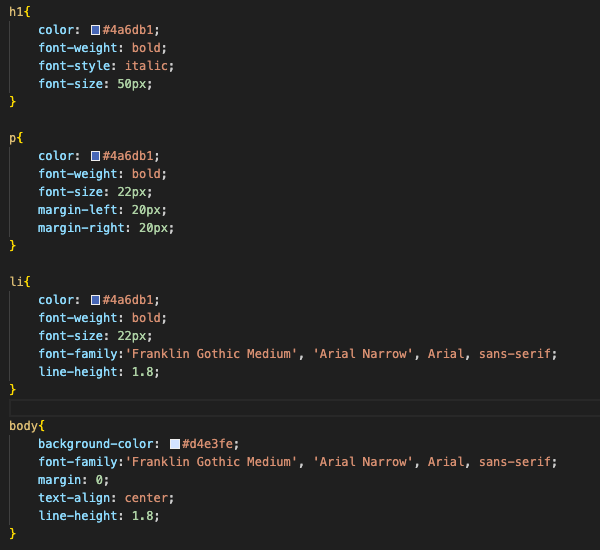 h1{
    color: #4a6db1;
    font-weight: bold;
    font-style: italic;
    font-size: 50px;
}

p{
    color: #4a6db1;
    font-weight: bold;
    font-size: 22px;
    margin-left: 20px;
    margin-right: 20px;
}

li{
    color: #4a6db1;
    font-weight: bold;
    font-size: 22px;
    font-family:'Franklin Gothic Medium', 'Arial Narrow', Arial, sans-serif;
    line-height: 1.8;
}

body{
    background-color: #d4e3fe;
    font-family:'Franklin Gothic Medium', 'Arial Narrow', Arial, sans-serif;
    margin: 0;
    text-align: center;
    line-height: 1.8;
}